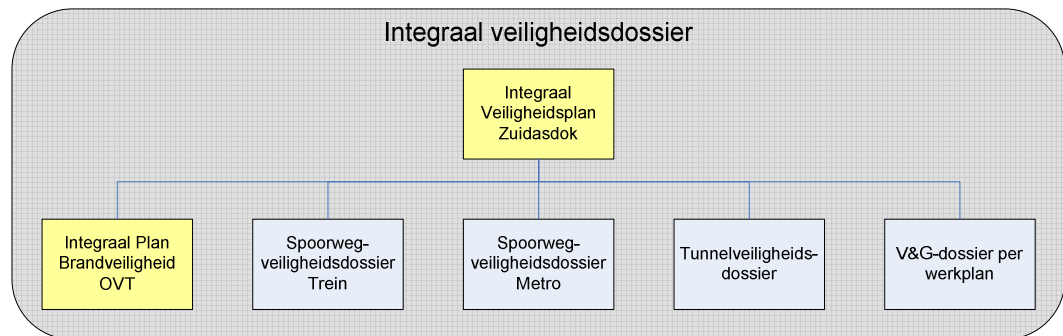 Integraal veiligheidsdossier
Integraal
Veiligheidsplan
Zuidasdok
Integraal Plan
Brandveiligheid
OVT
Spoorweg-
veiligheidsdossier
Trein
Spoorweg-
veiligheidsdossier
Metro
Tunnelveiligheids-
dossier
V&G-dossier per
werkplan